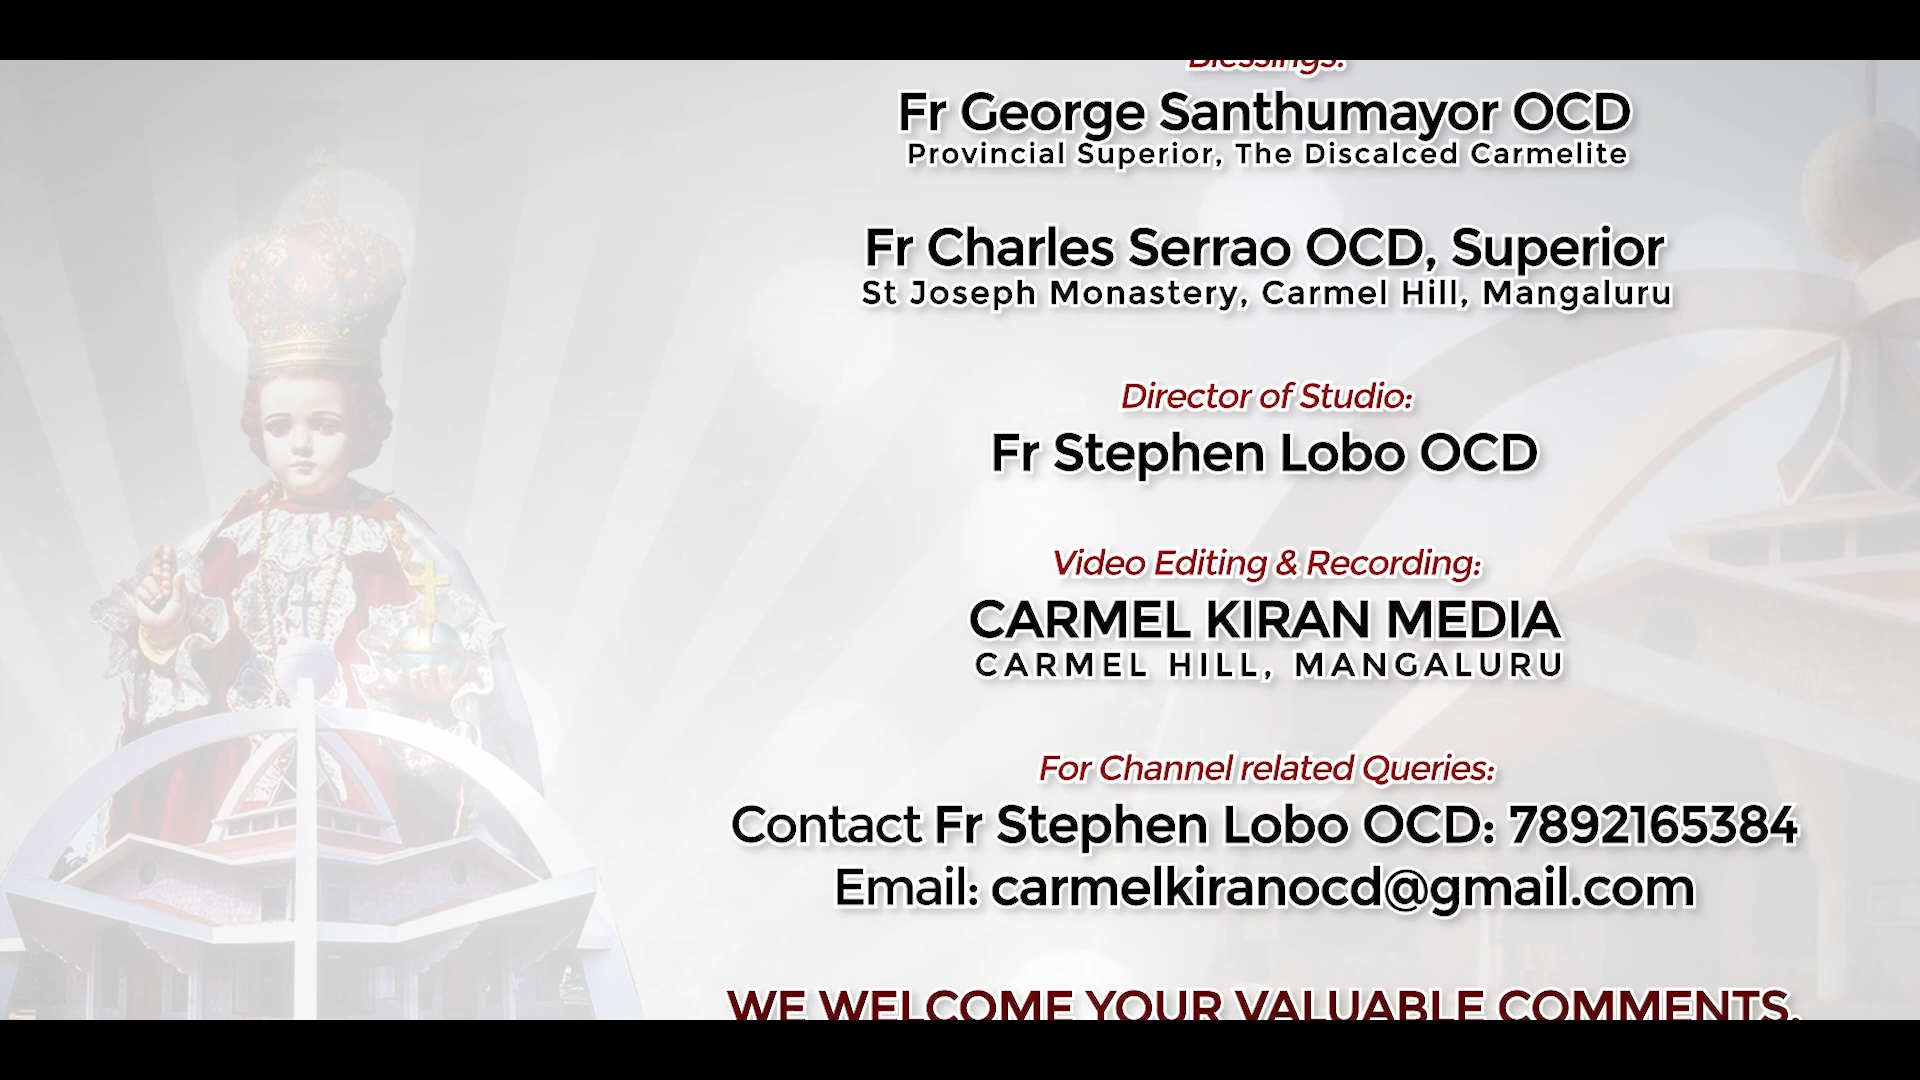 Blessings:
Fr George Santhumayor OCD
Provincial Superior, The Discalced Carmelite
Fr Charles Serrao OCD, Superior
St Joseph Monastery, Carmel Hill, Mangaluru
Director of Studio:
Fr Stephen Lobo OCD
Video Editing & Recording:
CARMEL KIRAN MEDIA
CARMEL HILL, MANGALURU
For Channel related Queries:
Contact Fr Stephen Lobo OCD: 7892165384
Email: carmelkiranocd@gmail.com
WE WELCOME YOUR VALUABLE COMMENTS.